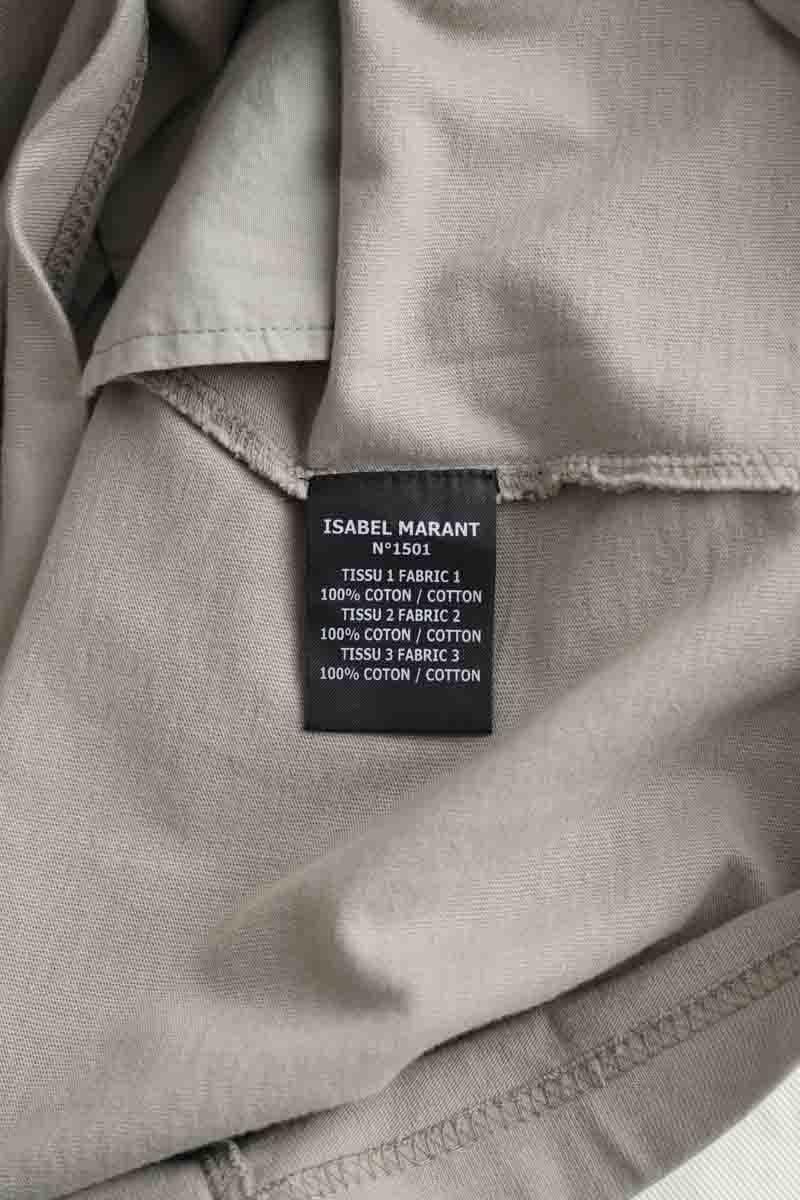 ISABEL MARANT
N°1501
TISSU 1 FABRIC 1
100% COTON / COTTON
TISSU 2 FABRIC 2
100% COTON / COTTON
TISSU 3 FABRIC 3
100% COTON / COTTON